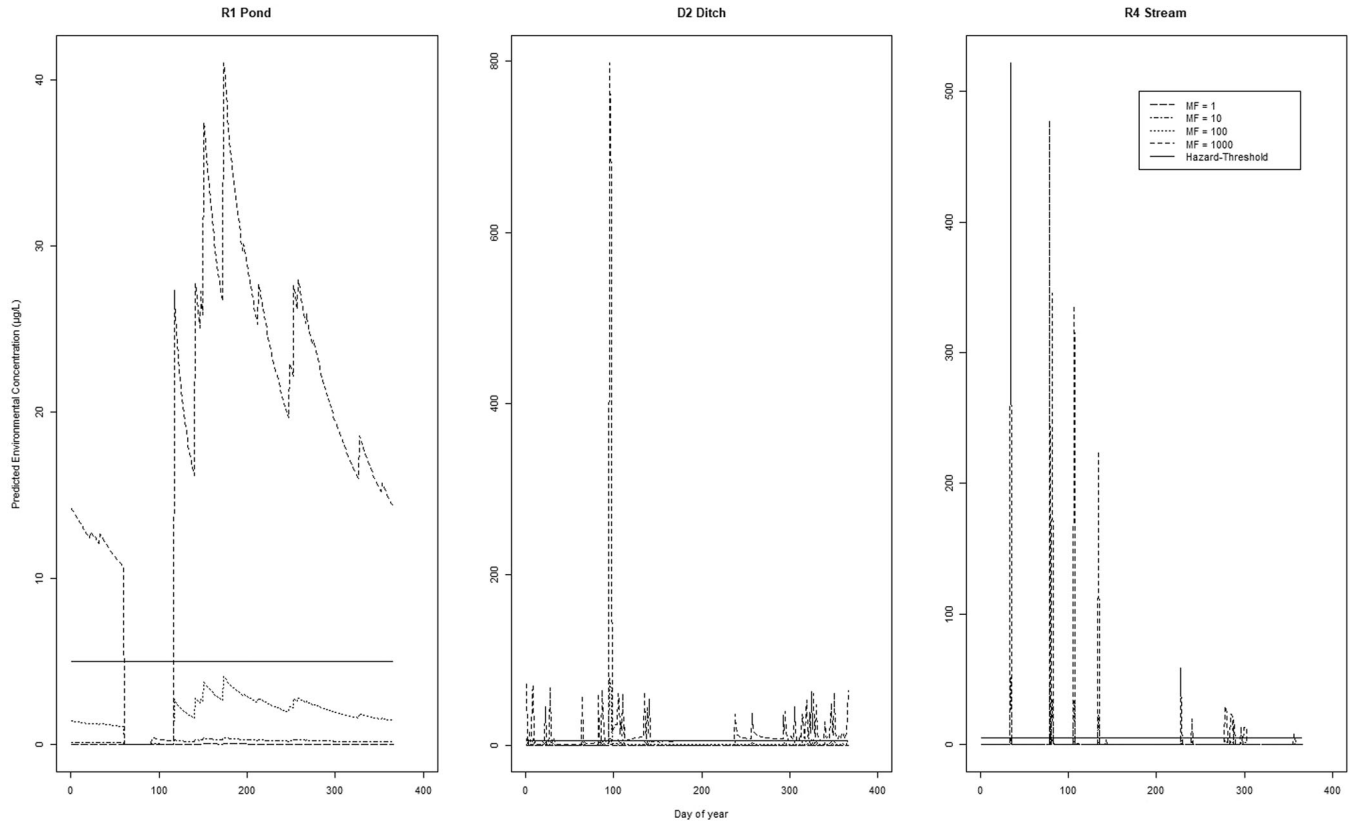 R1 Pond
D2 Ditch
R4 Stream
Predicted Environmental Concentration (µg/L)
40
30
20
10
0
0 100 200 300 400
800
600
400
200
0
0 100 200 300 400
Day of year
500
400
300
200
100
0
0 100 200 300 400
MF = 1
MF = 10
MF = 100
MF = 1000
Hazard-Threshold